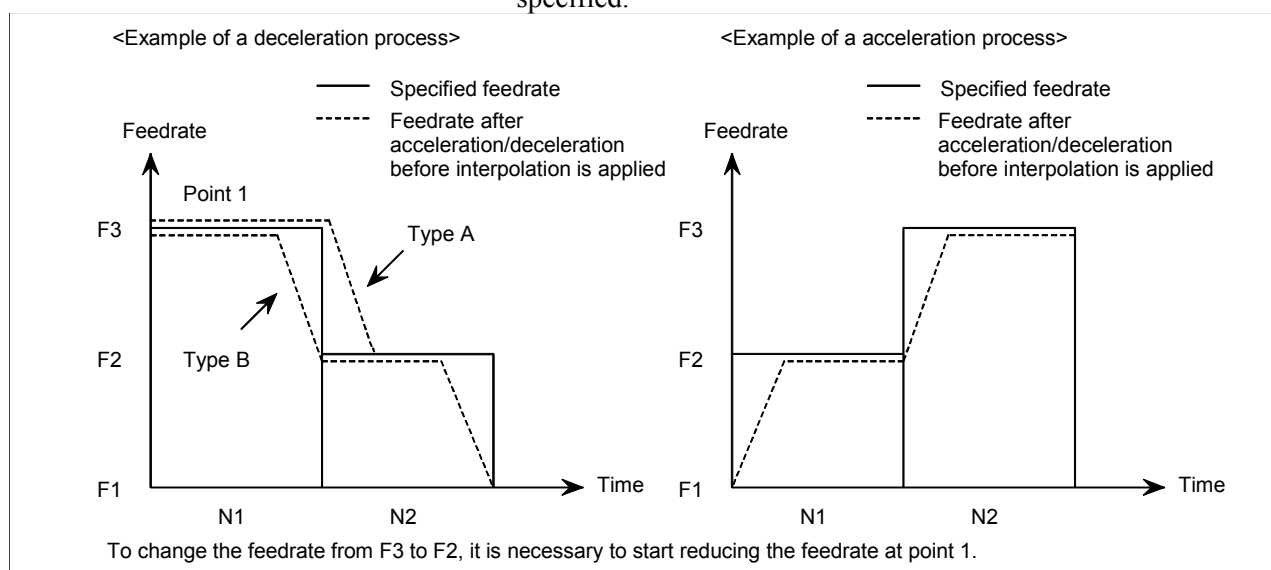 specified.
<Example of a deceleration process>
Specified feedrate
Feedrate after
acceleration/deceleration
before interpolation is applied
Feedrate
Point 1
F3
Type A
F2
Type B
F1
Time
N1
N2
<Example of a acceleration process>
Specified feedrate
Feedrate after
acceleration/deceleration
before interpolation is applied
Feedrate
F3
F2
F1
Time
N1
N2
To change the feedrate from F3 to F2, it is necessary to start reducing the feedrate at point 1.